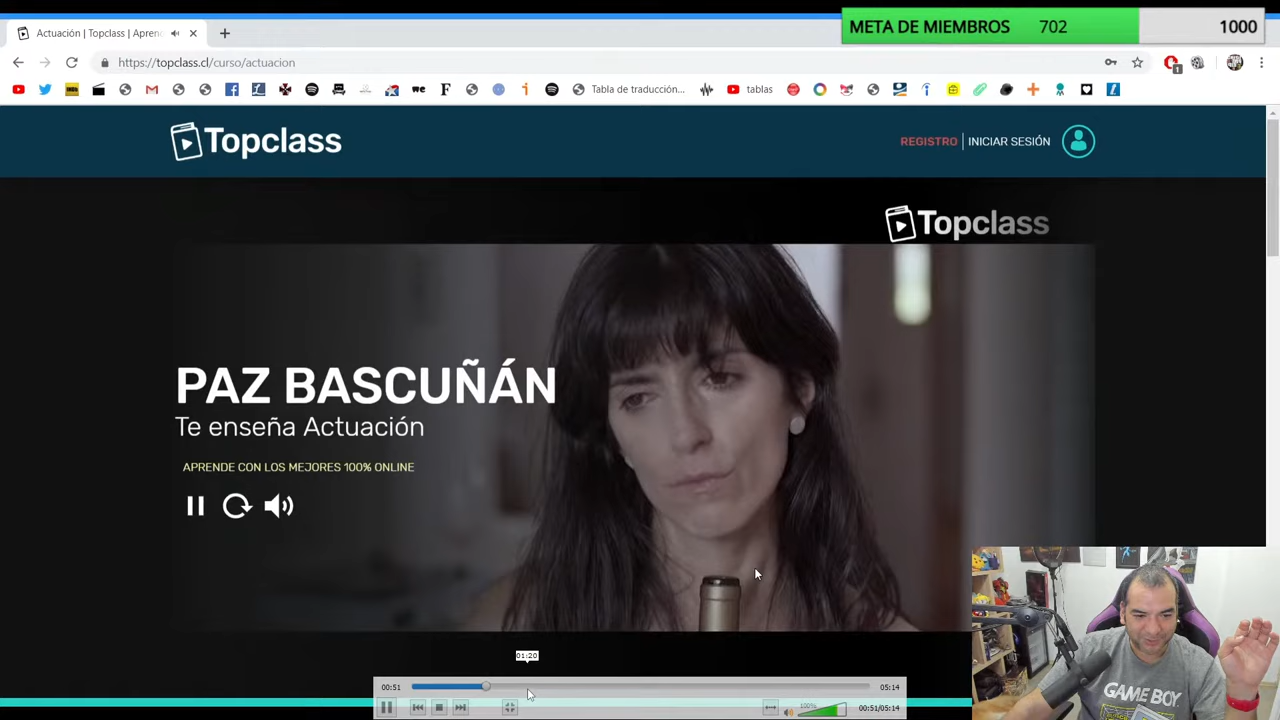 META DE MIEMBROS 702 1000
Actuación | Topclass | Apren
https://topclass.cl/curso/actuacion
Tabla de traducción...
tablas
Topclass
REGISTRO | INICIAR SESIÓN
Topclass
PAZ BASCUÑÁN
Te enseña Actuación
APRENDE CON LOS MEJORES 100% ONLINE
GAME BOY
01:20
00:51
05:14
100%
00:51/05:14